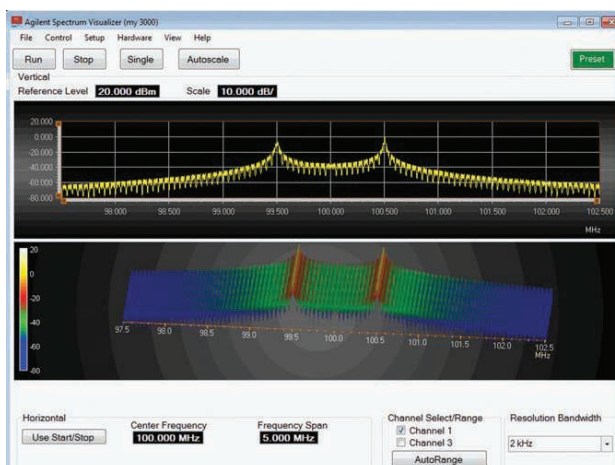 Agilent Spectrum Visualizer (my 3000)
File Control Setup Hardware View Help
Run Stop Single Autoscale Preset
Vertical
Reference Level 20.000 dBm Scale 10.000 dB/
20.000
0.000
-20.000
-40.000
-60.000
-80.000
98.000 98.500 99.000 99.500 100.000 100.500 101.000 101.500 102.000 102.500
MHz
20
0
-20
-40
-60
-80
97.5 98.0 98.5 99.0 99.5 100.0 100.5 101.0 101.5 102.0 102.5
MHz
Horizontal
Use Start/Stop
Center Frequency
100.000 MHz
Frequency Span
5.000 MHz
Channel Select/Range
Channel 1
Channel 3
AutoRange
Resolution Bandwidth
2 kHz